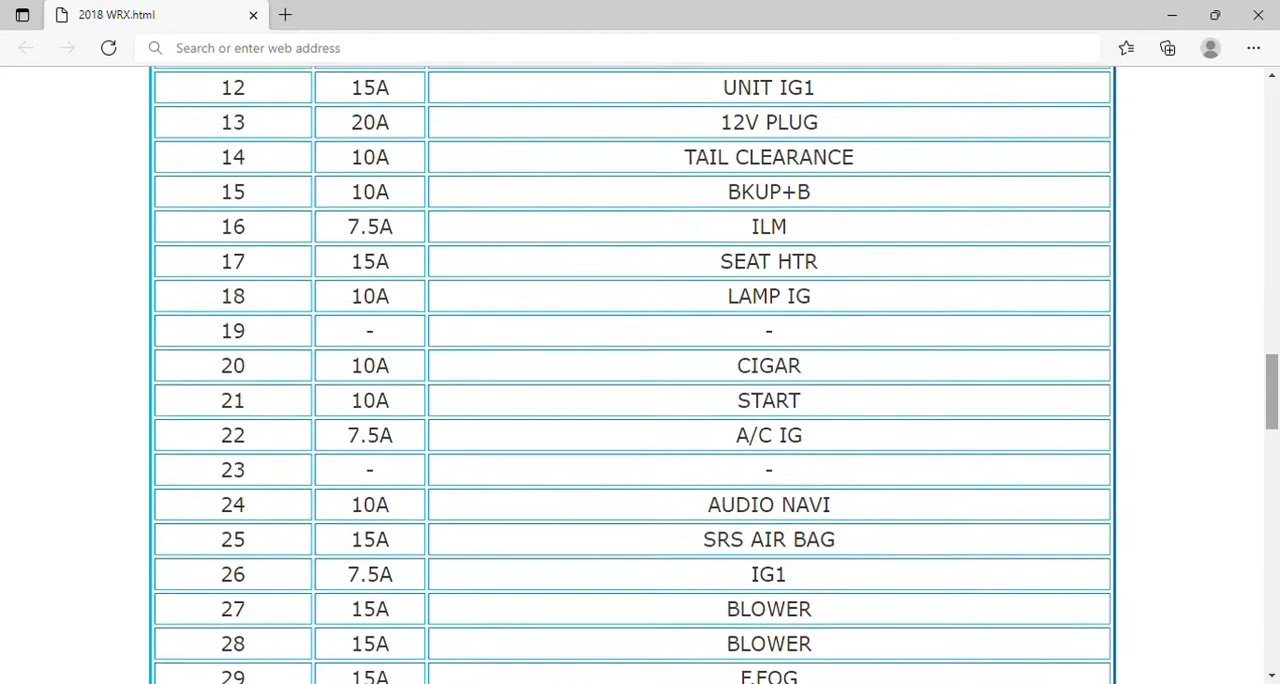 2018 WRX.html
Search or enter web address
12 15A UNIT IG1
13 20A 12V PLUG
14 10A TAIL CLEARANCE
15 10A BKUP+B
16 7.5A ILM
17 15A SEAT HTR
18 10A LAMP IG
19 - -
20 10A CIGAR
21 10A START
22 7.5A A/C IG
23 - -
24 10A AUDIO NAVI
25 15A SRS AIR BAG
26 7.5A IG1
27 15A BLOWER
28 15A BLOWER
29 15A F.FOG